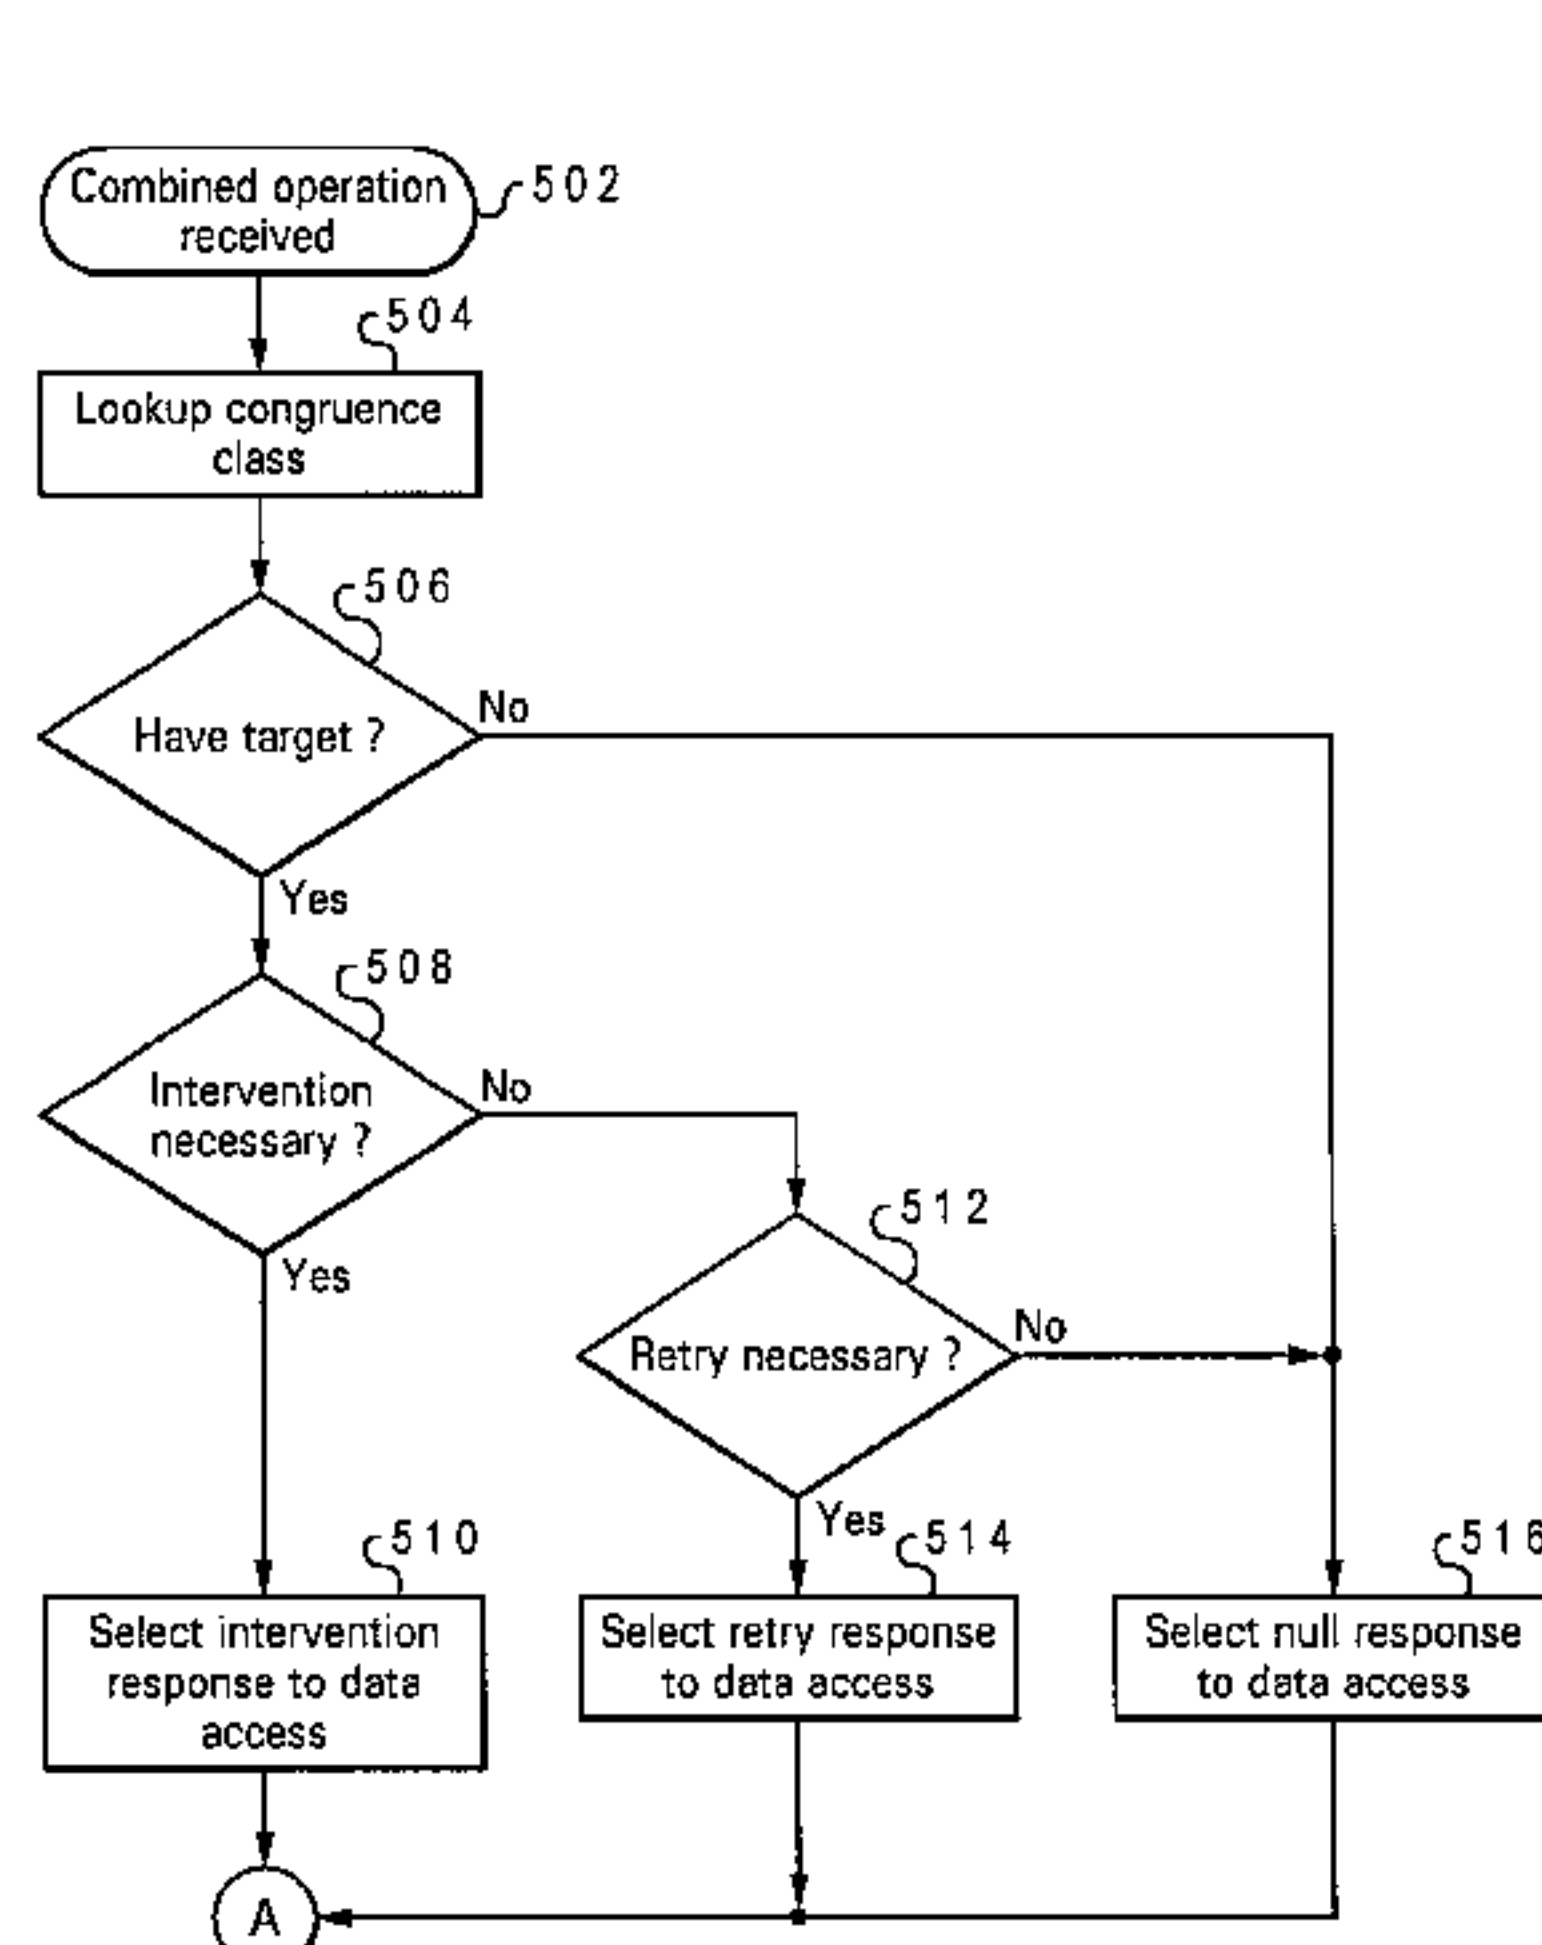 Combined operation
received
502
504
Lookup congruence
class
506
Have target ?
No
Yes
508
Intervention
necessary ?
No
Yes
512
Retry necessary ?
No
Yes
510
514
516
Select intervention
response to data
access
Select retry response
to data access
Select null response
to data access
A